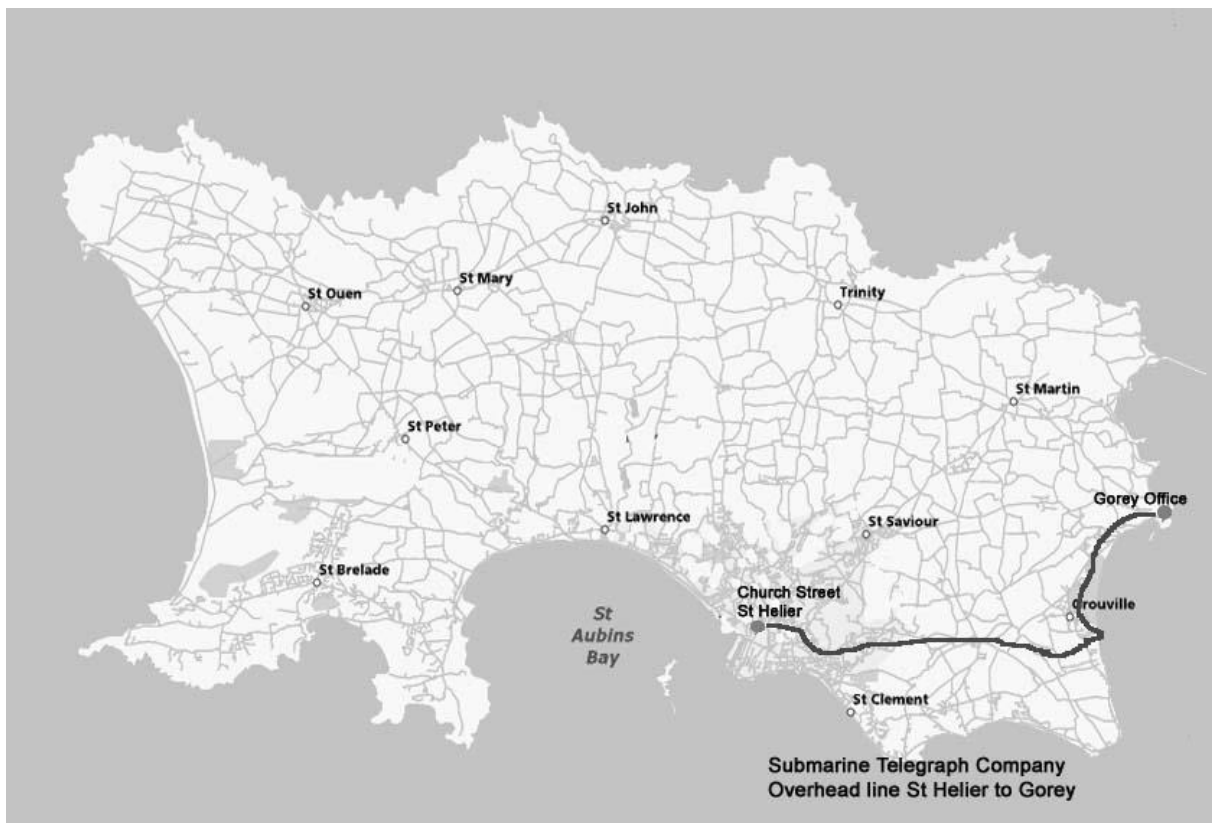 St John
St Mary
St Ouen
Trinity
St Martin
St Peter
Gorey Office
St Lawrence
St Saviour
St Brelade
Church Street
St Helier
Grouville
St
Aubins
Bay
St Clement
Submarine Telegraph Company
Overhead line St Helier to Gorey